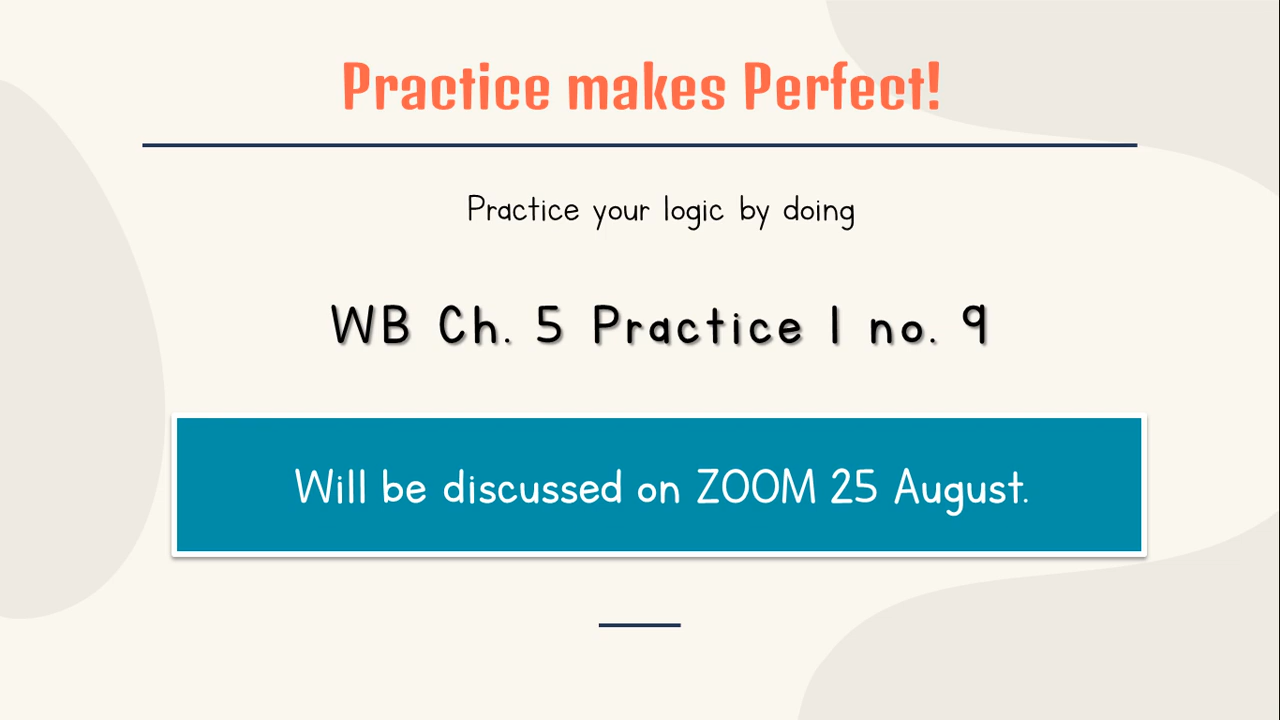 Practice makes Perfect!
Practice your logic by doing
WB Ch. 5 Practice 1 no. 9
Will be discussed on ZOOM 25 August.